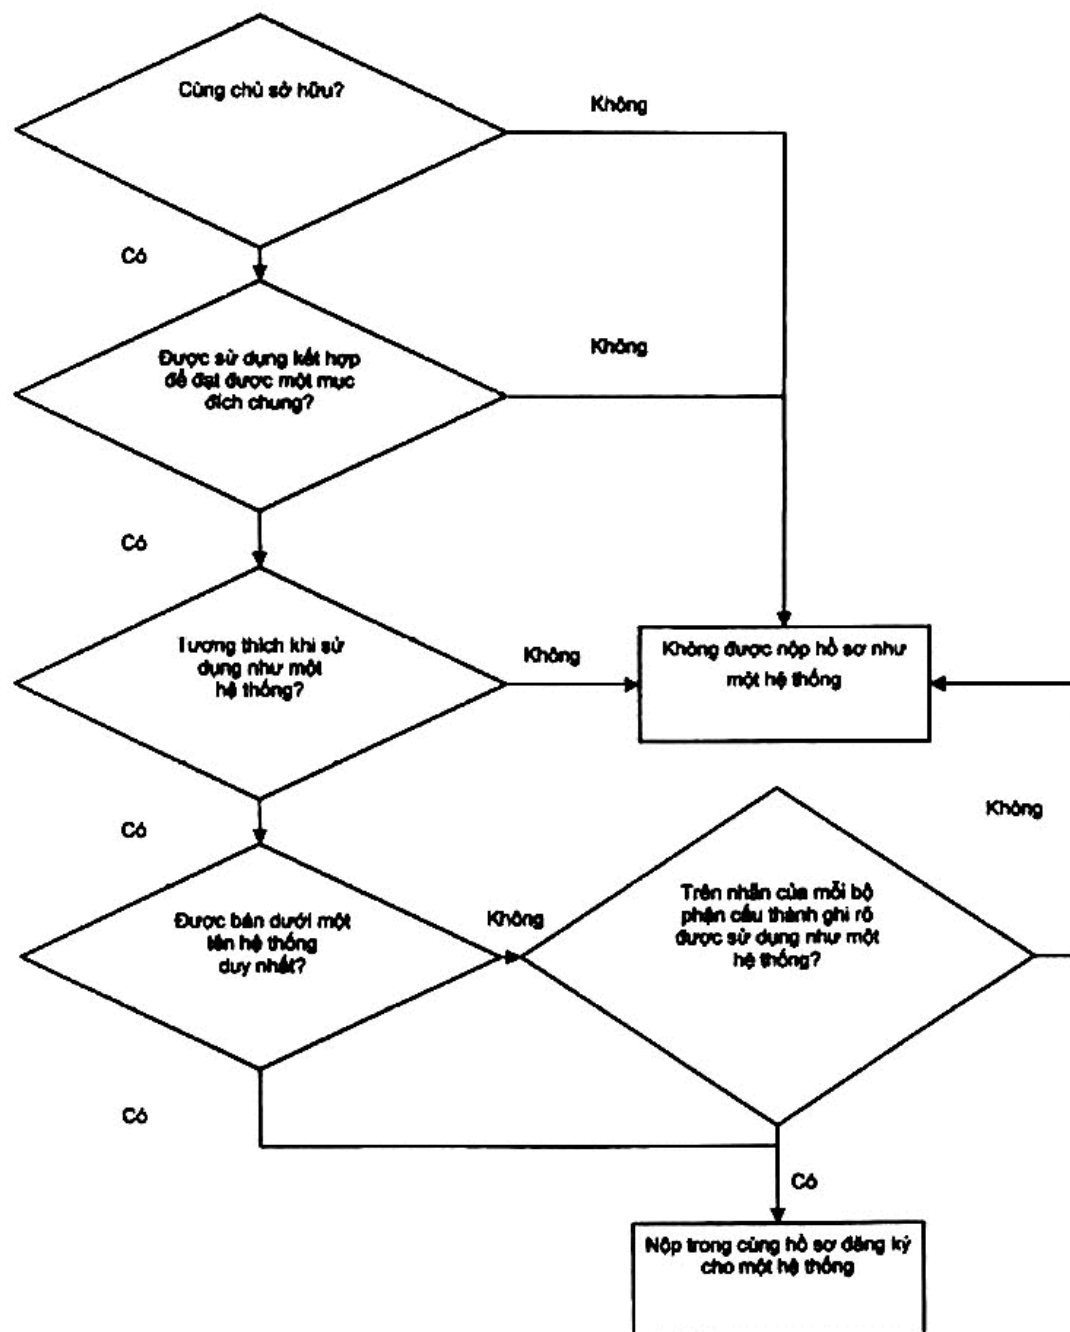 Cùng chủ sở hữu?
Không
Có
Được sử dụng kết hợp
để đạt được một mục
đích chung?
Không
Có
Tương thích khi sử
dụng như một
hệ thống?
Không
Không được nộp hồ sơ như
một hệ thống
Có
Không
Được bán dưới một
tên hệ thống
duy nhất?
Không
Trên nhãn của mỗi bộ
phận cấu thành ghi rõ
được sử dụng như một
hệ thống?
Có
Có
Nộp trong cùng hồ sơ đăng ký
cho một hệ thống